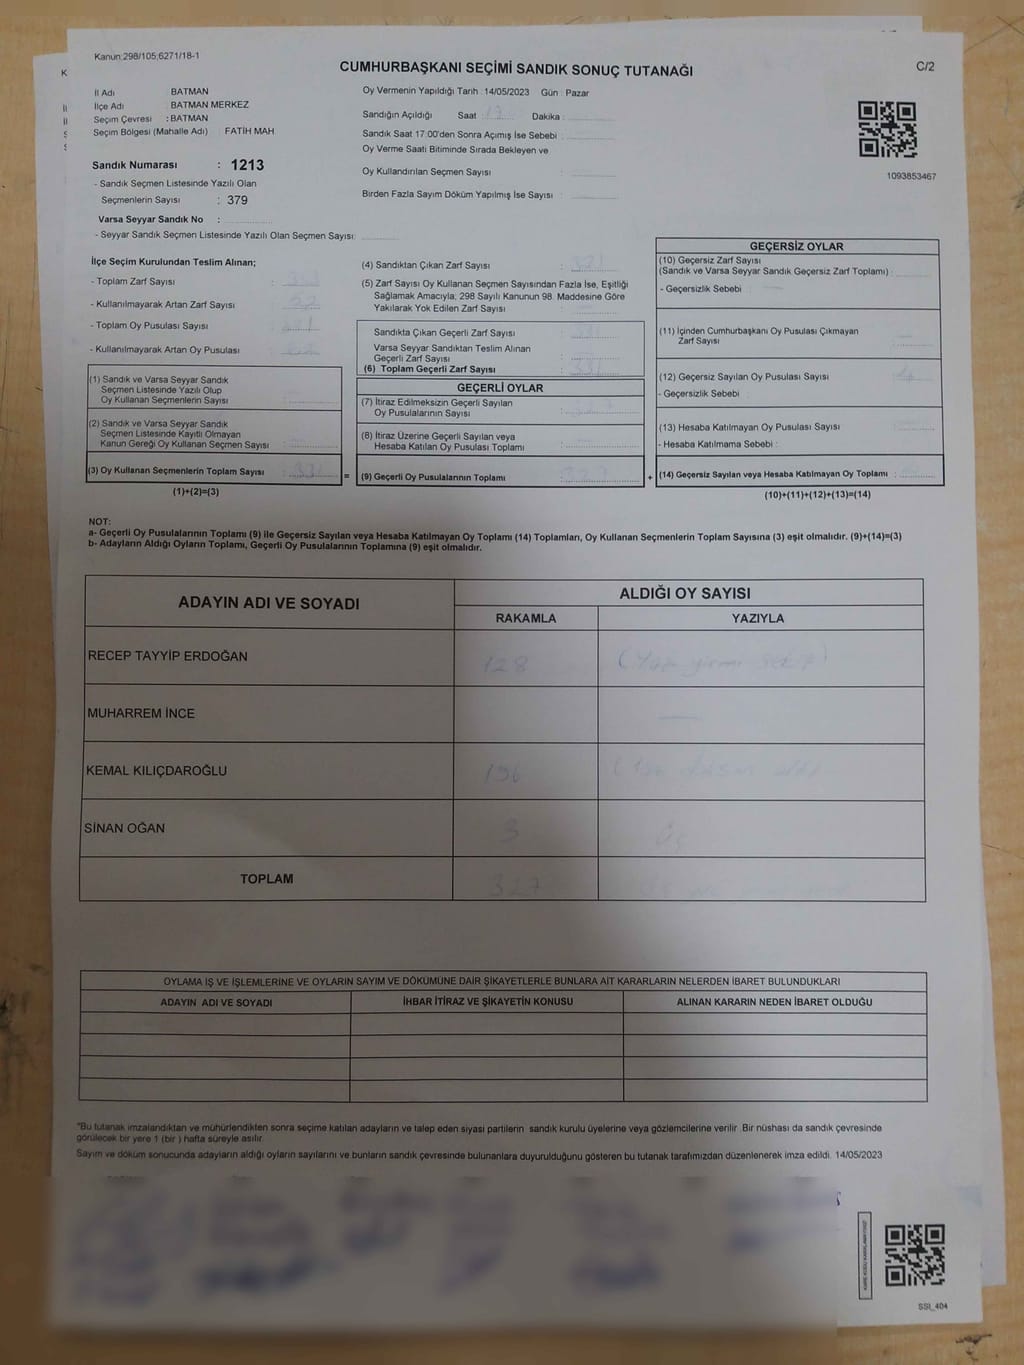 Kanun:298/105;6271/18-1
CUMHURBAŞKANI SEÇİMİ SANDIK SONUÇ TUTANAĞI
C/2
İl Adı BATMAN
İlçe Adı : BATMAN MERKEZ
Seçim Çevresi : BATMAN
Seçim Bölgesi (Mahalle Adı) FATİH MAH
Sandık Numarası : 1213
- Sandık Seçmen Listesinde Yazılı Olan
Seçmenlerin Sayısı : 379
Varsa Seyyar Sandık No :
- Seyyar Sandık Seçmen Listesinde Yazılı Olan Seçmen Sayısı:
Oy Vermenin Yapıldığı Tarih : 14/05/2023 Gün : Pazar
Sandığın Açıldığı Saat : 17 Dakika :
Sandık Saat 17:00'den Sonra Açımış İse Sebebi :
Oy Verme Saati Bitiminde Sırada Bekleyen ve
Oy Kullandırılan Seçmen Sayısı :
Birden Fazla Sayım Döküm Yapılmış İse Sayısı :
1093853467
İlçe Seçim Kurulundan Teslim Alınan;
- Toplam Zarf Sayısı :
- Kullanılmayarak Artan Zarf Sayısı :
- Toplam Oy Pusulası Sayısı :
- Kullanılmayarak Artan Oy Pusulası :
(1) Sandık ve Varsa Seyyar Sandık
Seçmen Listesinde Yazılı Olup
Oy Kullanan Seçmenlerin Sayısı :
(2) Sandık ve Varsa Seyyar Sandık
Seçmen Listesinde Kayıtlı Olmayan
Kanun Gereği Oy Kullanan Seçmen Sayısı :
(3) Oy Kullanan Seçmenlerin Toplam Sayısı : 331 =
(1)+(2)=(3)
(4) Sandıktan Çıkan Zarf Sayısı : 331
(5) Zarf Sayısı Oy Kullanan Seçmen Sayısından Fazla İse, Eşitliği
Sağlamak Amacıyla; 298 Sayılı Kanunun 98. Maddesine Göre
Yakılarak Yok Edilen Zarf Sayısı :
Sandıkta Çıkan Geçerli Zarf Sayısı : 331
Varsa Seyyar Sandıktan Teslim Alınan
Geçerli Zarf Sayısı :
(6) Toplam Geçerli Zarf Sayısı : 331
GEÇERLİ OYLAR
(7) İtiraz Edilmeksizin Geçerli Sayılan
Oy Pusulalarının Sayısı : 327
(8) İtiraz Üzerine Geçerli Sayılan veya
Hesaba Katılan Oy Pusulası Toplamı :
(9) Geçerli Oy Pusulalarının Toplamı : 327 +
GEÇERSİZ OYLAR
(10) Geçersiz Zarf Sayısı
(Sandık ve Varsa Seyyar Sandık Geçersiz Zarf Toplamı) :
- Geçersizlik Sebebi :
(11) İçinden Cumhurbaşkanı Oy Pusulası Çıkmayan
Zarf Sayısı :
(12) Geçersiz Sayılan Oy Pusulası Sayısı : 4
- Geçersizlik Sebebi :
(13) Hesaba Katılmayan Oy Pusulası Sayısı :
- Hesaba Katılmama Sebebi :
(14) Geçersiz Sayılan veya Hesaba Katılmayan Oy Toplamı :
(10)+(11)+(12)+(13)=(14)
NOT:
a- Geçerli Oy Pusulalarının Toplamı (9) ile Geçersiz Sayılan veya Hesaba Katılmayan Oy Toplamı (14) Toplamları, Oy Kullanan Seçmenlerin Toplam Sayısına (3) eşit olmalıdır. (9)+(14)=(3)
b- Adayların Aldığı Oyların Toplamı, Geçerli Oy Pusulalarının Toplamına (9) eşit olmalıdır.
ADAYIN ADI VE SOYADI
ALDIĞI OY SAYISI
RAKAMLA YAZIYLA
RECEP TAYYİP ERDOĞAN 128 (Yüz yirmi sekiz)
MUHARREM İNCE —
KEMAL KILIÇDAROĞLU 196 (Yüz doksan altı)
SİNAN OĞAN 3 Üç
TOPLAM 327 Üç yüz yirmi yedi
OYLAMA İŞ VE İŞLEMLERİNE VE OYLARIN SAYIM VE DÖKÜMÜNE DAİR ŞİKAYETLERLE BUNLARA AİT KARARLARIN NELERDEN İBARET BULUNDUKLARI
ADAYIN ADI VE SOYADI İHBAR İTİRAZ VE ŞİKAYETİN KONUSU ALINAN KARARIN NEDEN İBARET OLDUĞU
"Bu tutanak imzalandıktan ve mühürlendikten sonra seçime katılan adayların ve talep eden siyasi partilerin sandık kurulu üyelerine veya gözlemcilerine verilir. Bir nüshası da sandık çevresinde
görülecek bir yere 1 (bir ) hafta süreyle asılır.
Sayım ve döküm sonucunda adayların aldığı oyların sayılarını ve bunların sandık çevresinde bulunanlara duyurulduğunu gösteren bu tutanak tarafımızdan düzenlenerek imza edildi. 14/05/2023
SSİ_404